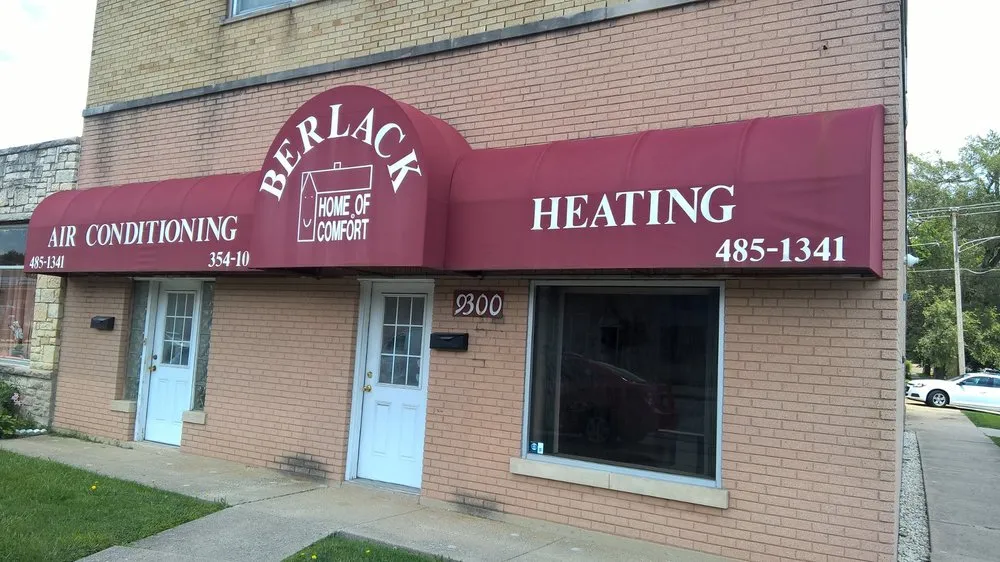 BERLACK
HOME OF
COMFORT
AIR CONDITIONING
485-1341
354-10
HEATING
485-1341
9300